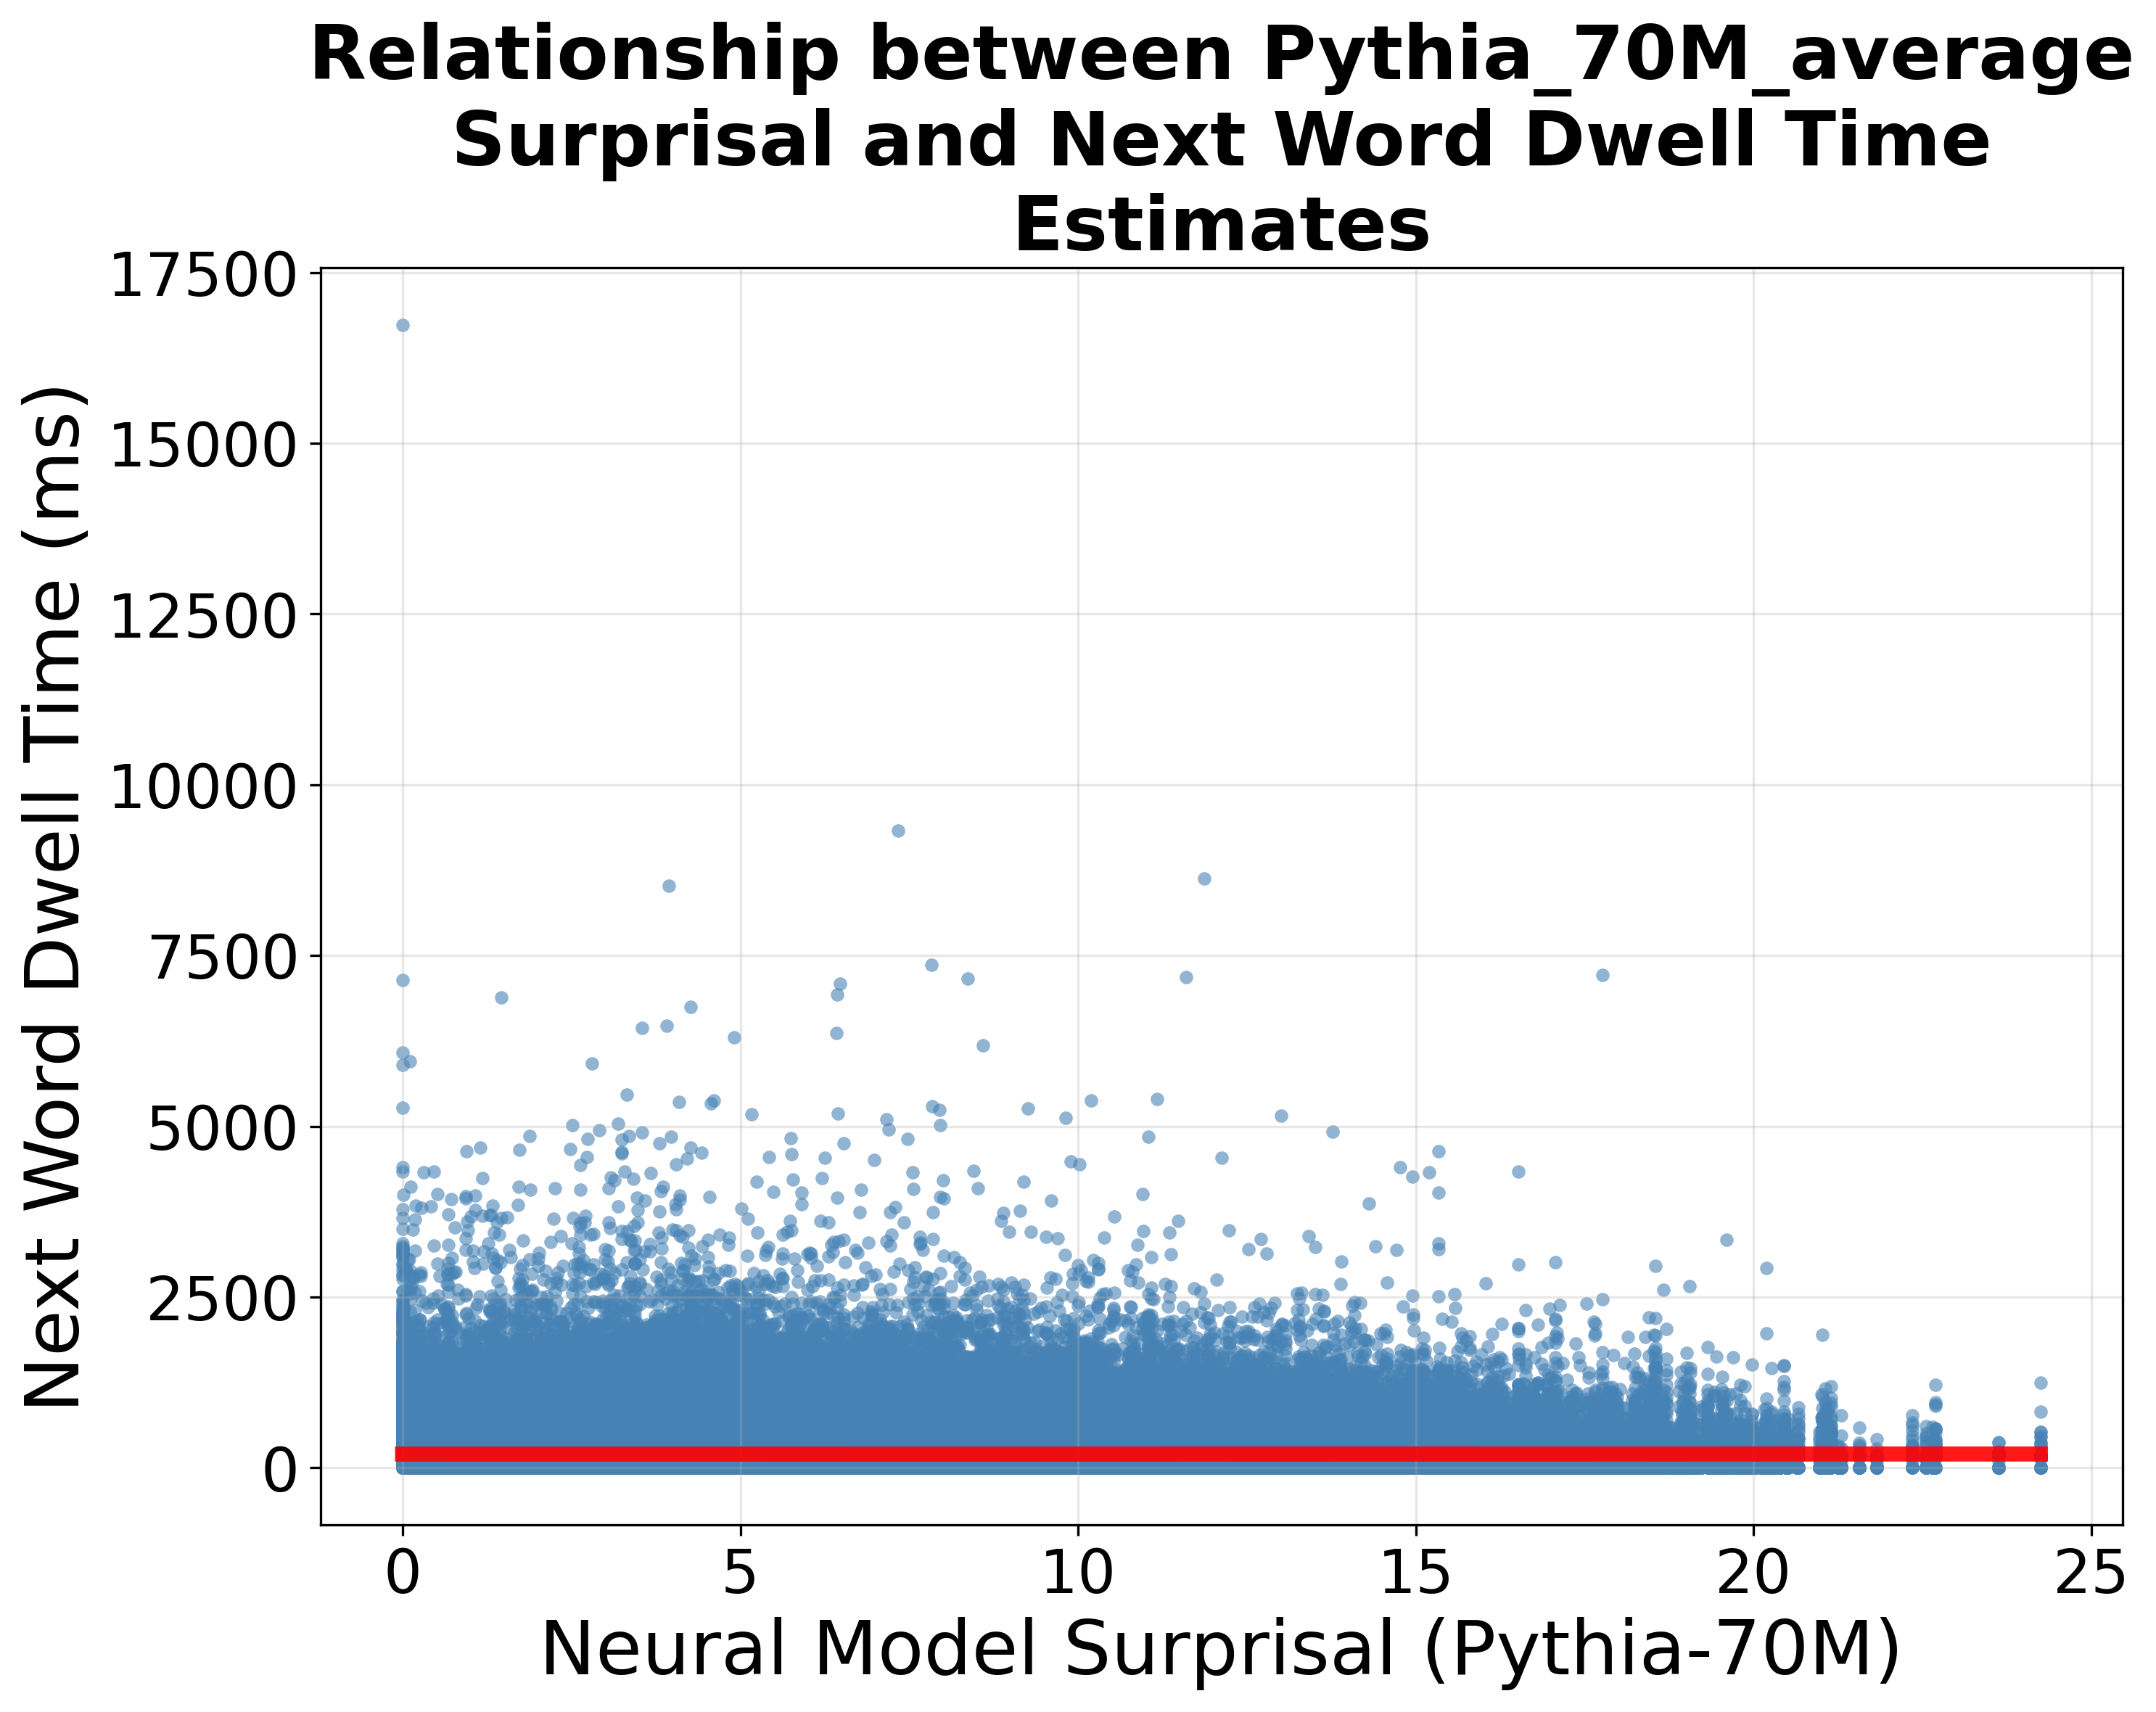 Relationship between Pythia_70M_average
Surprisal and Next Word Dwell Time
Estimates
17500
15000
12500
10000
7500
5000
2500
0
Next Word Dwell Time (ms)
0 5 10 15 20 25
Neural Model Surprisal (Pythia-70M)